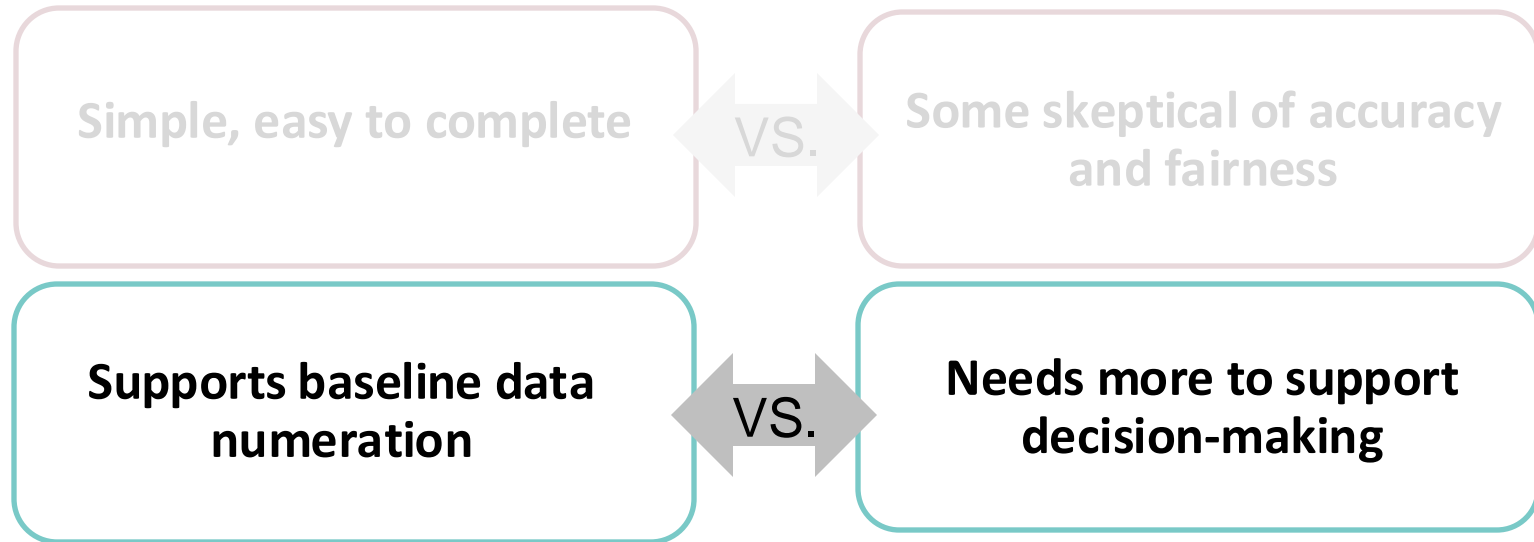 Simple, easy to complete
VS.
Some skeptical of accuracy
and fairness
Supports baseline data
numeration
VS.
Needs more to support
decision-making